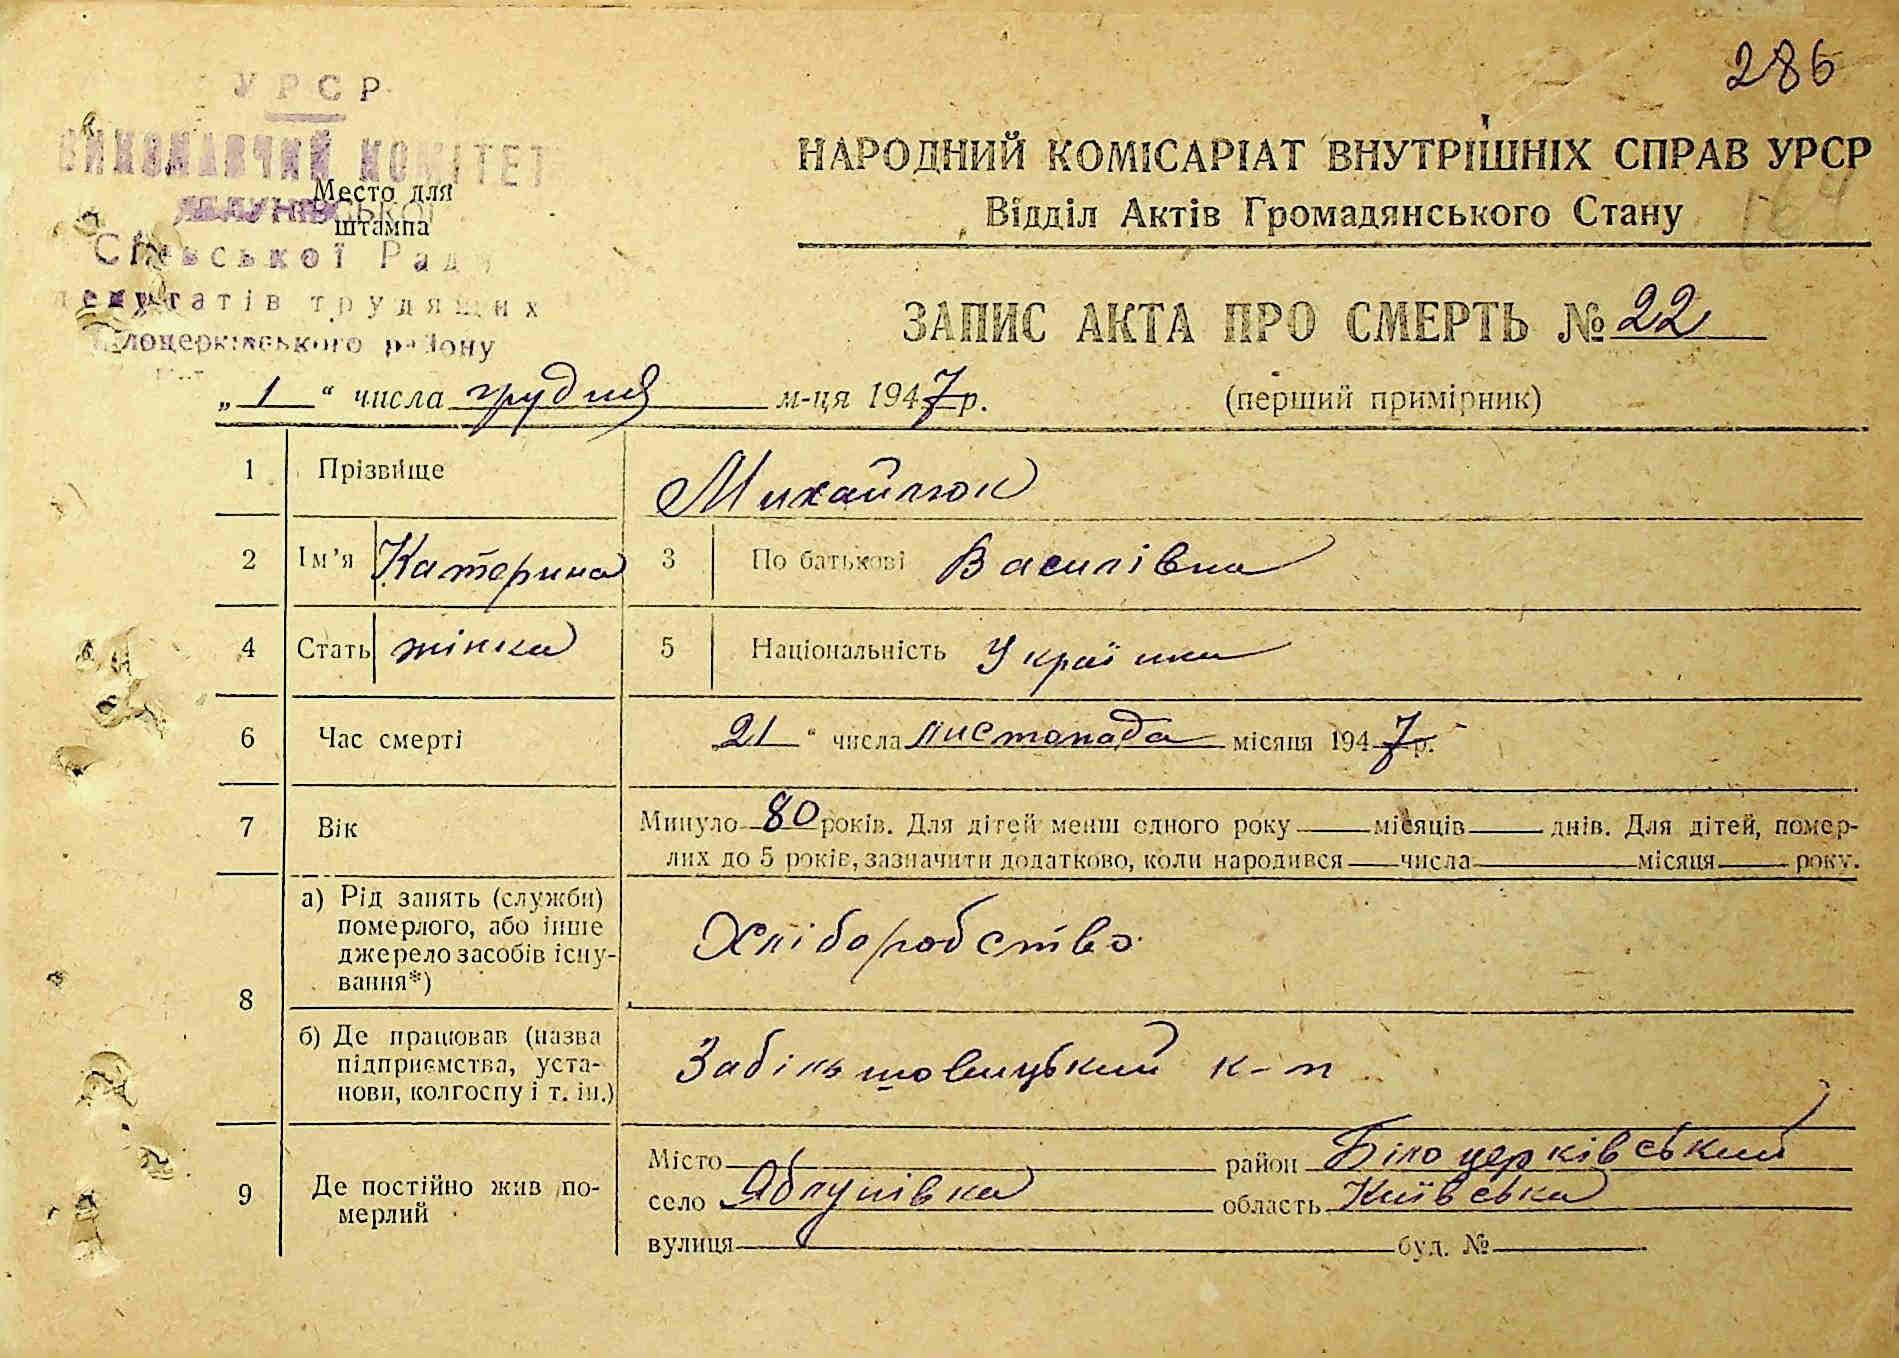 286
УРСР
ВИКОНАВЧИЙ КОМІТЕТ
Место для
штампа
Сільської Ради
депутатів трудящих
Білоцерківського району
НАРОДНИЙ КОМІСАРІАТ ВНУТРІШНІХ СПРАВ УРСР
Відділ Актів Громадянського Стану
ЗАПИС АКТА ПРО СМЕРТЬ № 22
„ 1 “ числа грудня м-ця 1947 р. (перший примірник)
1 Прізвище Михайлюк
2 Ім'я Катерина 3 По батькові Василівна
4 Стать жінка 5 Національність Українка
6 Час смерті 21 “ числа листопада місяця 1947 р.
7 Вік Минуло 80 років. Для дітей менш одного року місяців днів. Для дітей, помер-
лих до 5 років, зазначити додатково, коли народився числа місяця року.
8 а) Рід занять (служби)
померлого, або інше
джерело засобів існу-
вання*)
Хліборобство
б) Де працював (назва
підприємства, уста-
нови, колгоспу і т. ін.)
Забільшовицький к-п
9 Де постійно жив по-
мерлий
Місто район Білоцерківський
село Яблунівка область Київська
вулиця буд. №